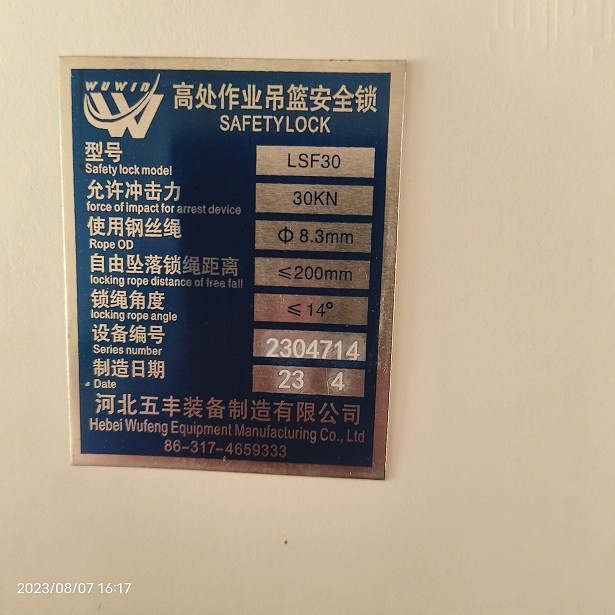 WUWIN
高处作业吊篮安全锁
SAFETYLOCK
型号
Safety lock model
LSF30
允许冲击力
force of impact for arrest device
30KN
使用钢丝绳
Rope OD
Φ 8.3mm
自由坠落锁绳距离
locking rope distance of free fall
≤200mm
锁绳角度
locking rope angle
≤ 14°
设备编号
Series number
2304714
制造日期
Date
23 4
河北五丰装备制造有限公司
Hebei Wufeng Equipment Manufacturing Co., Ltd
86-317-4659333
2023/08/07 16:17